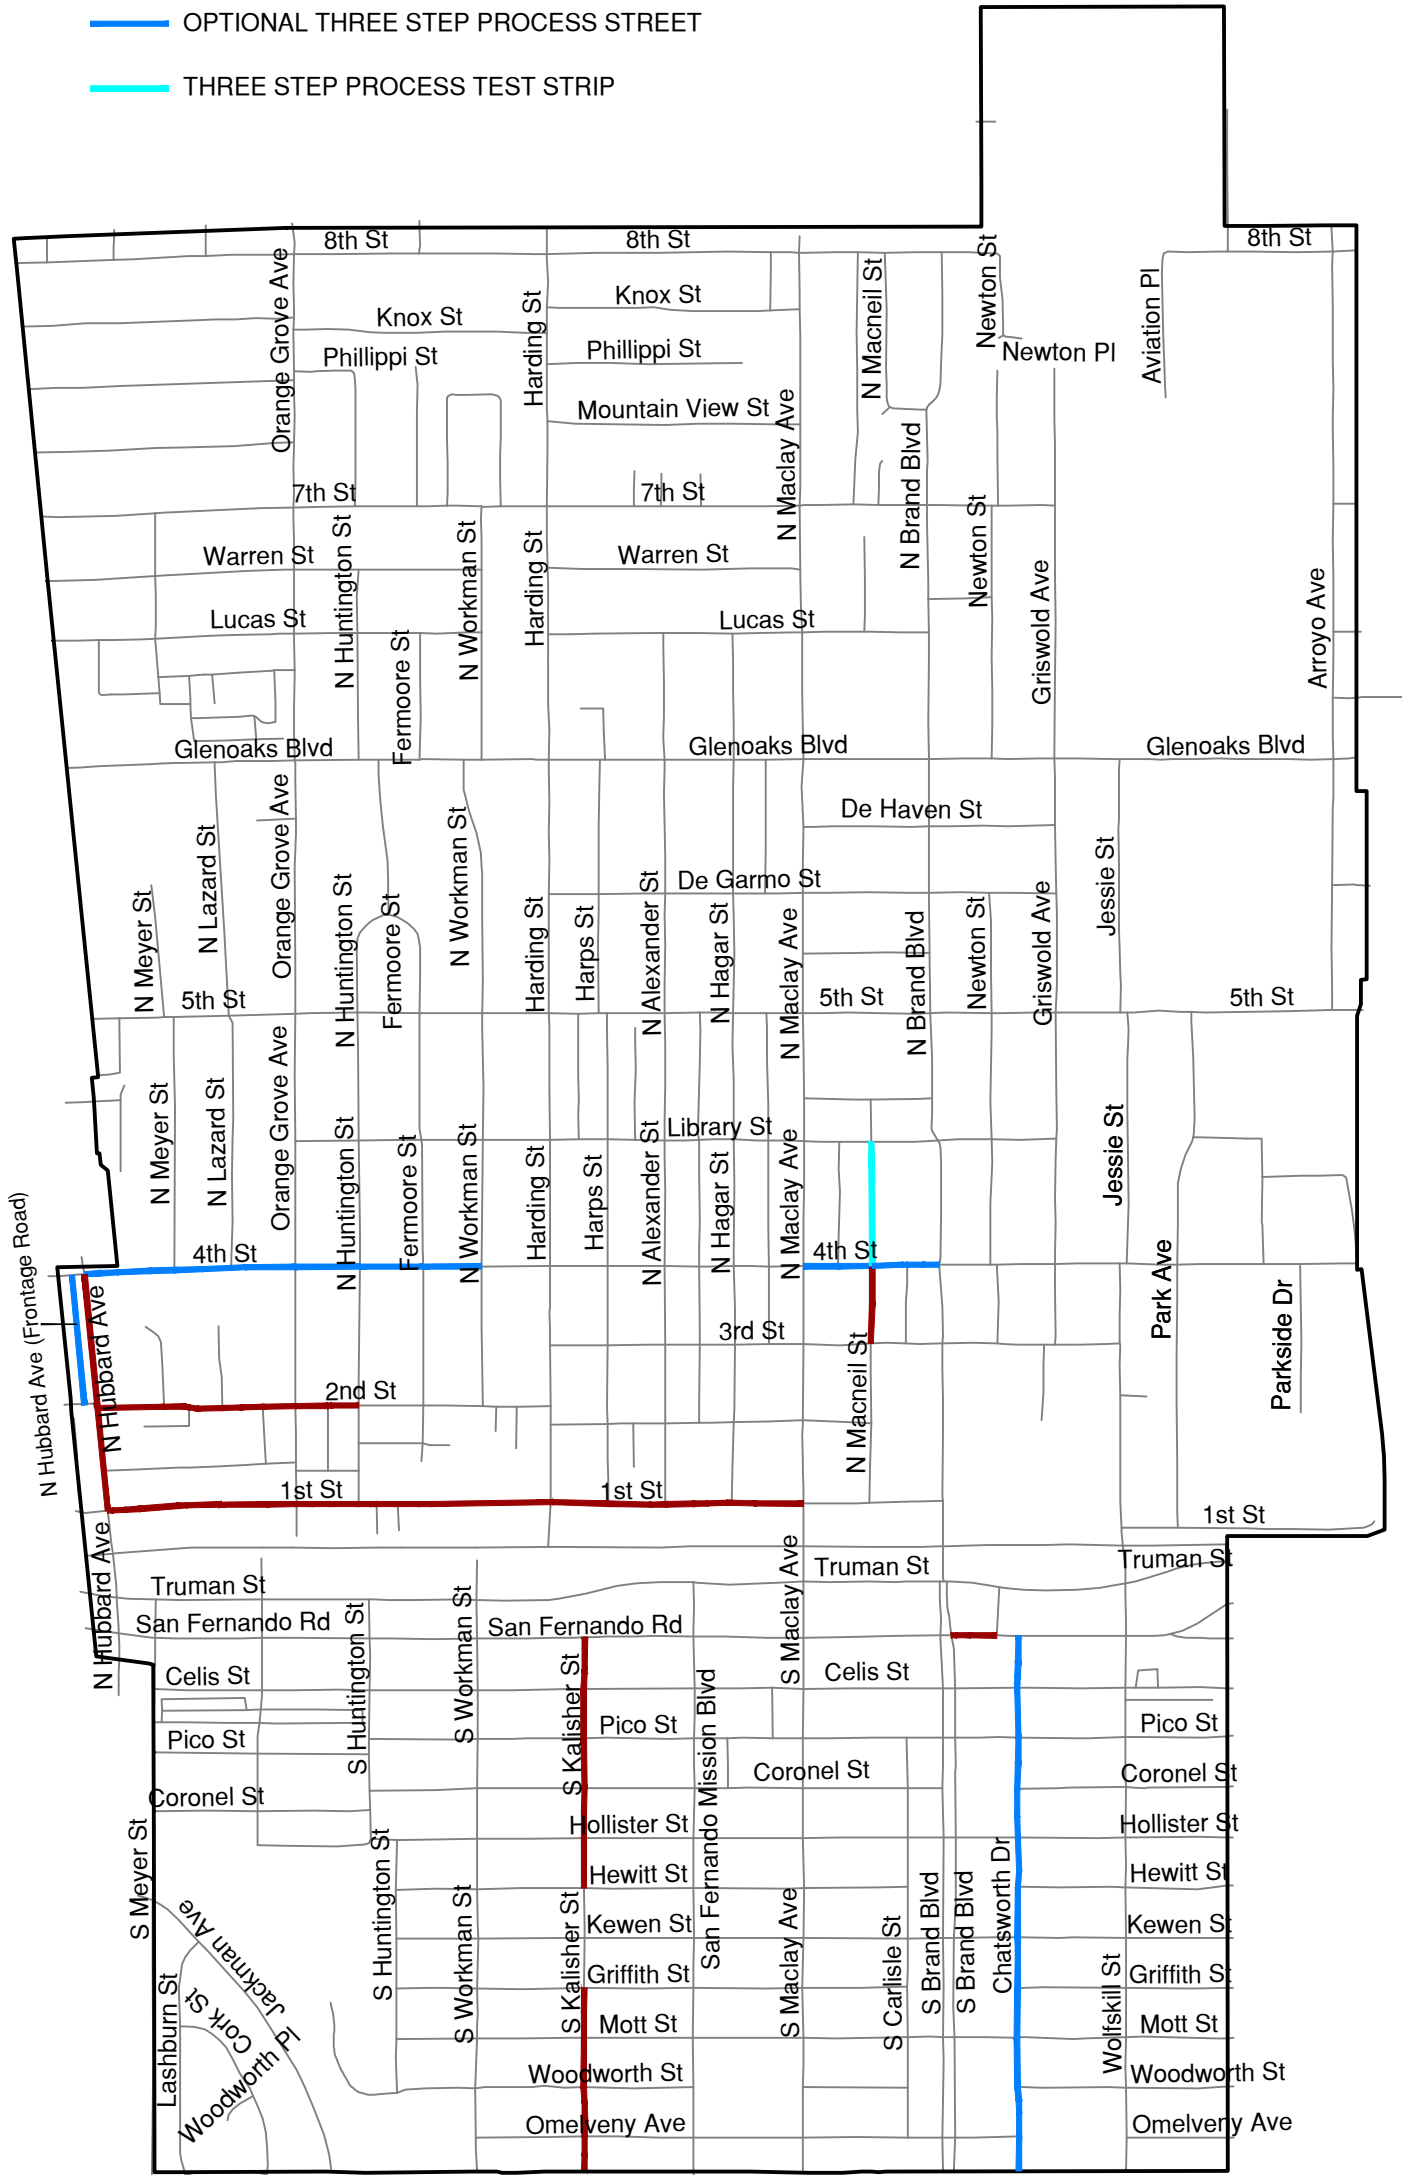 OPTIONAL THREE STEP PROCESS STREET
THREE STEP PROCESS TEST STRIP
8th St
8th St
8th St
Orange Grove Ave
Knox St
Knox St
Harding St
N Macneil St
Newton St
Aviation Pl
Phillippi St
Phillippi St
Newton Pl
Mountain View St
N Maclay Ave
N Brand Blvd
7th St
7th St
Newton St
N Huntington St
N Workman St
Harding St
Warren St
Warren St
Griswold Ave
Arroyo Ave
Lucas St
Lucas St
Fermoore St
Glenoaks Blvd
Glenoaks Blvd
Glenoaks Blvd
De Haven St
Orange Grove Ave
N Lazard St
N Workman St
Jessie St
De Garmo St
N Meyer St
N Huntington St
Fermoore St
Harding St
Harps St
N Alexander St
N Hagar St
N Maclay Ave
N Brand Blvd
Newton St
Griswold Ave
5th St
5th St
5th St
Orange Grove Ave
N Meyer St
N Lazard St
N Huntington St
Fermoore St
N Workman St
Harding St
Harps St
N Alexander St
Library St
N Hagar St
N Maclay Ave
Jessie St
4th St
4th St
N Hubbard Ave (Frontage Road)
N Hubbard Ave
3rd St
N Macneil St
Park Ave
Parkside Dr
2nd St
1st St
1st St
1st St
N Hubbard Ave
Truman St
Truman St
Truman St
San Fernando Rd
San Fernando Rd
S Huntington St
S Workman St
S Kalisher St
S Maclay Ave
Celis St
Celis St
San Fernando Mission Blvd
Pico St
Pico St
Pico St
Coronel St
Coronel St
Coronel St
Hollister St
Hollister St
S Meyer St
S Huntington St
S Workman St
S Kalisher St
Hewitt St
Hewitt St
S Maclay Ave
S Carlisle St
S Brand Blvd
S Brand Blvd
Chatsworth Dr
Kewen St
Kewen St
Jackman Ave
Griffith St
Griffith St
Wolfskill St
Lashburn St
Cork St
Mott St
Mott St
Woodworth Pl
Woodworth St
Woodworth St
Omelveny Ave
Omelveny Ave